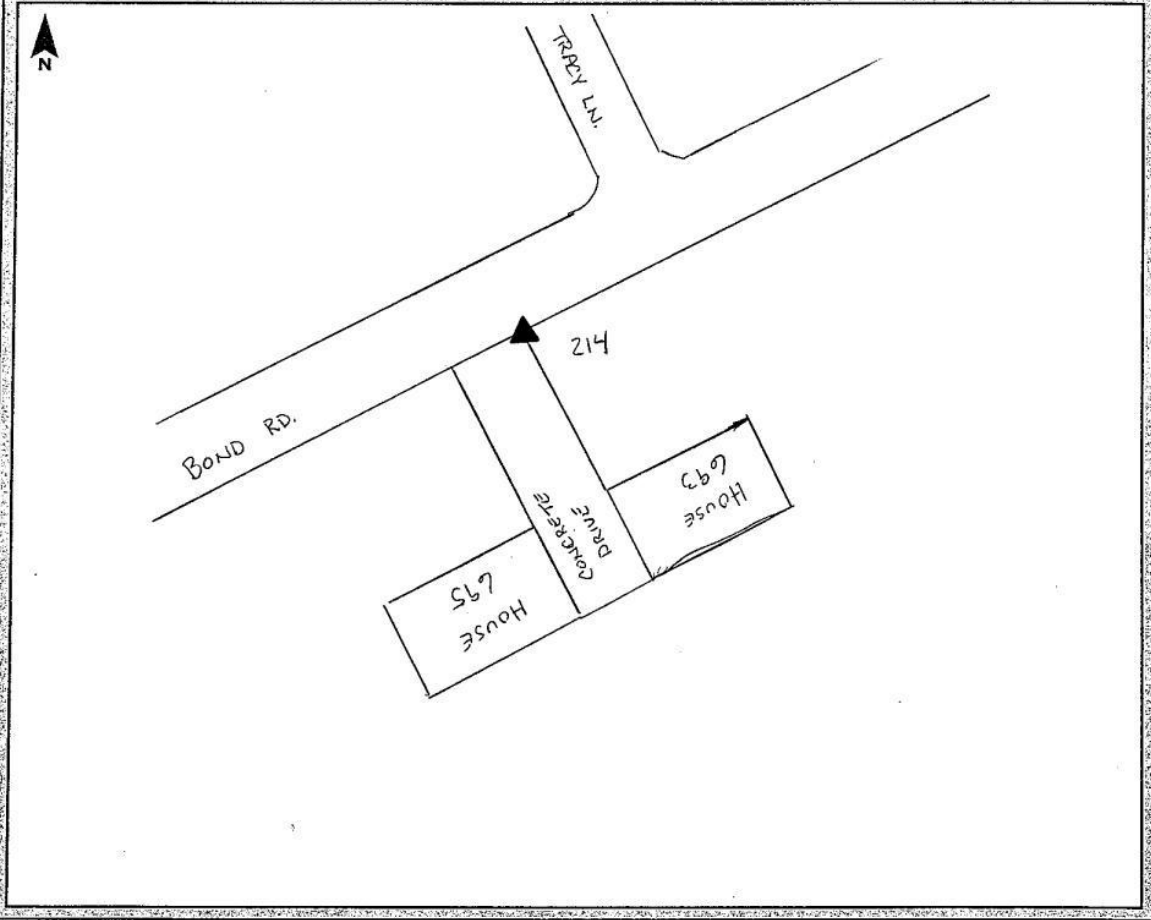 N
TRACY LN.
214
BOND RD.
HOUSE
693
CONCRETE
DRIVE
HOUSE
695